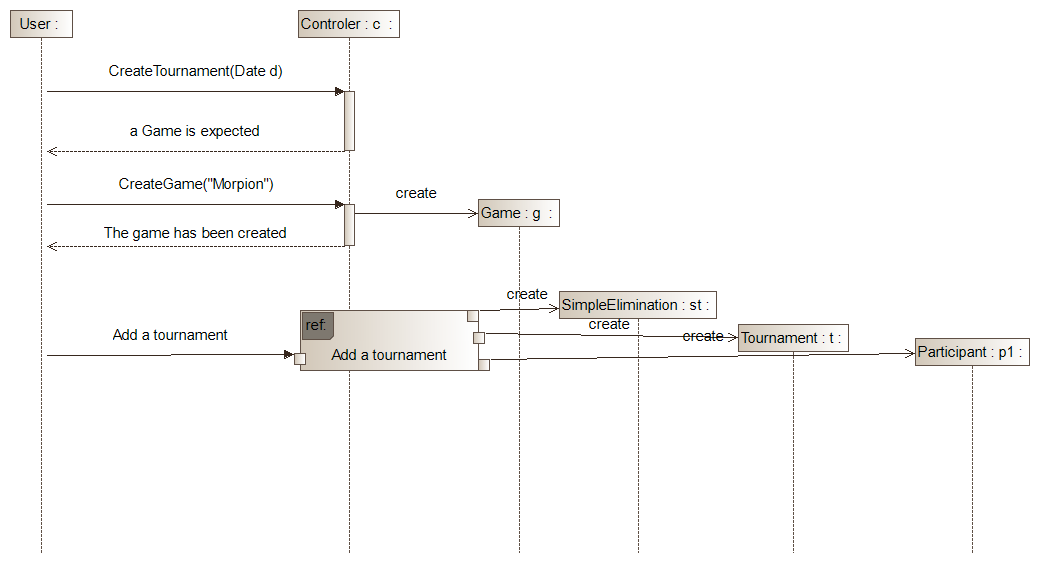 User :
Controler : c :
CreateTournament(Date d)
a Game is expected
CreateGame("Morpion")
create
Game : g :
The game has been created
create
SimpleElimination : st :
ref:
create
Add a tournament
create
Tournament : t :
Add a tournament
Participant : p1 :